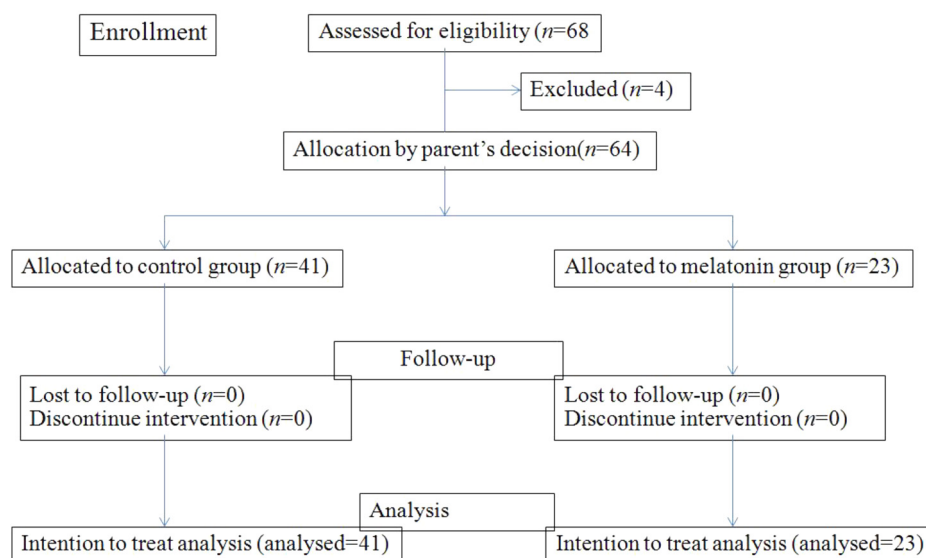 Enrollment
Assessed for eligibility (n=68
Excluded (n=4)
Allocation by parent’s decision(n=64)
Allocated to control group (n=41)
Allocated to melatonin group (n=23)
Follow-up
Lost to follow-up (n=0)
Discontinue intervention (n=0)
Lost to follow-up (n=0)
Discontinue intervention (n=0)
Analysis
Intention to treat analysis (analysed=41)
Intention to treat analysis (analysed=23)